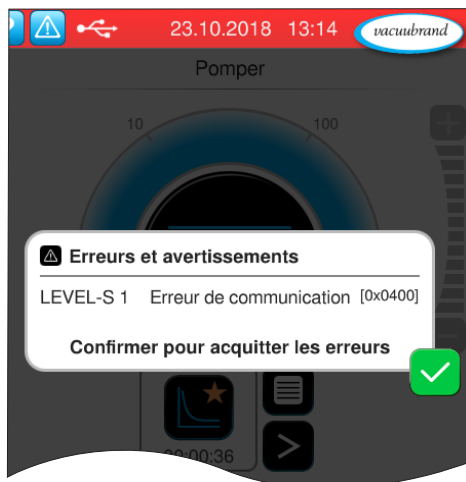 23.10.2018 13:14
vacuubrand
Pomper
10
100
Erreurs et avertissements
LEVEL-S 1 Erreur de communication [0x0400]
Confirmer pour acquitter les erreurs
00:00:36